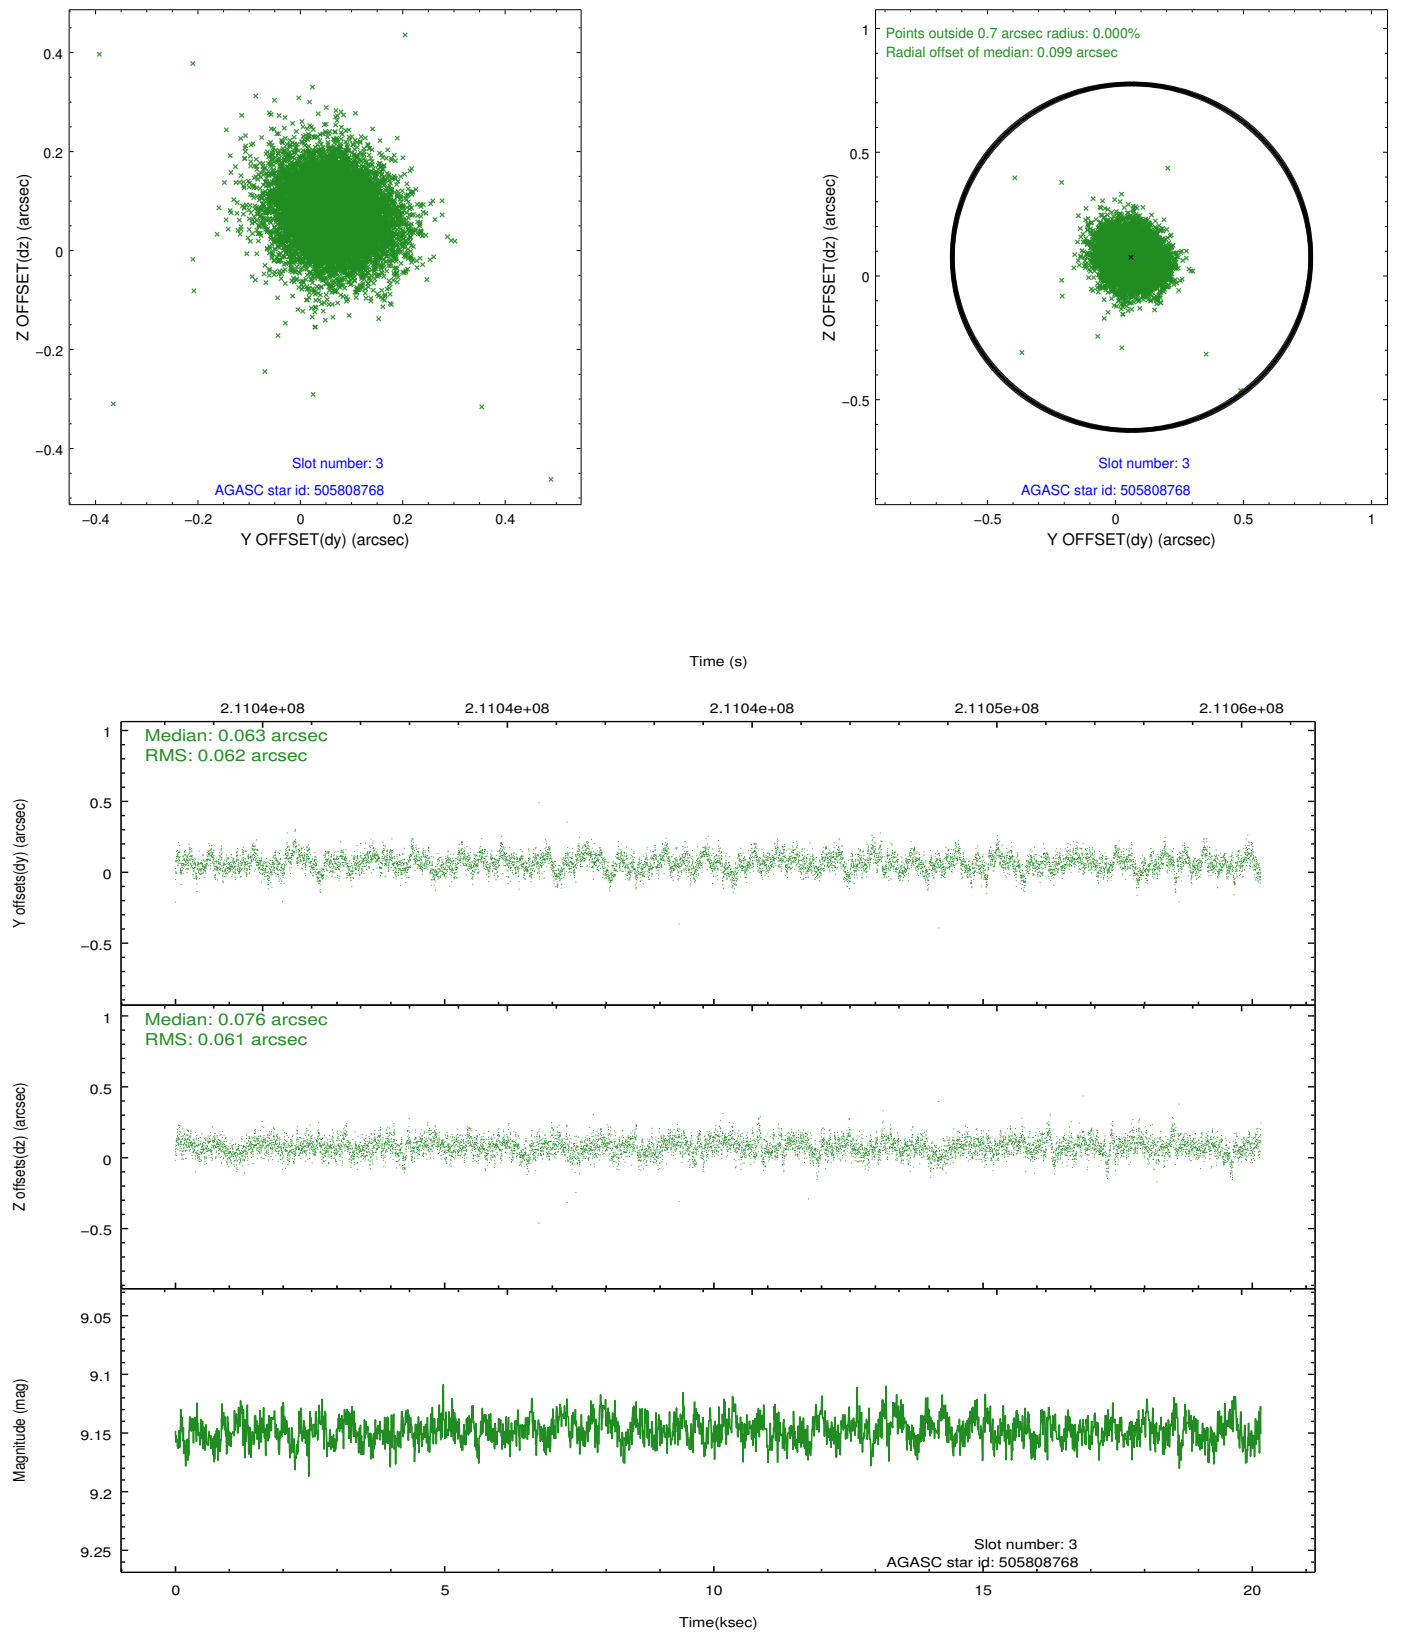 Z OFFSET(dz) (arcsec)
0.4
0.2
0
−0.2
−0.4
Slot number: 3
AGASC star id: 505808768
−0.4
−0.2
0
0.2
0.4
Y OFFSET(dy) (arcsec)
Points outside 0.7 arcsec radius: 0.000%
Radial offset of median: 0.099 arcsec
Z OFFSET(dz) (arcsec)
1
0.5
0
−0.5
Slot number: 3
AGASC star id: 505808768
−0.5
0
0.5
1
Y OFFSET(dy) (arcsec)
Time (s)
2.1104e+08
2.1104e+08
2.1104e+08
2.1105e+08
2.1106e+08
Median: 0.063 arcsec
RMS: 0.062 arcsec
Y offsets(dy) (arcsec)
1
0.5
0
−0.5
Median: 0.076 arcsec
RMS: 0.061 arcsec
Z offsets(dz) (arcsec)
1
0.5
0
−0.5
Magnitude (mag)
9.05
9.1
9.15
9.2
9.25
Slot number: 3
AGASC star id: 505808768
0
5
10
15
20
Time(ksec)